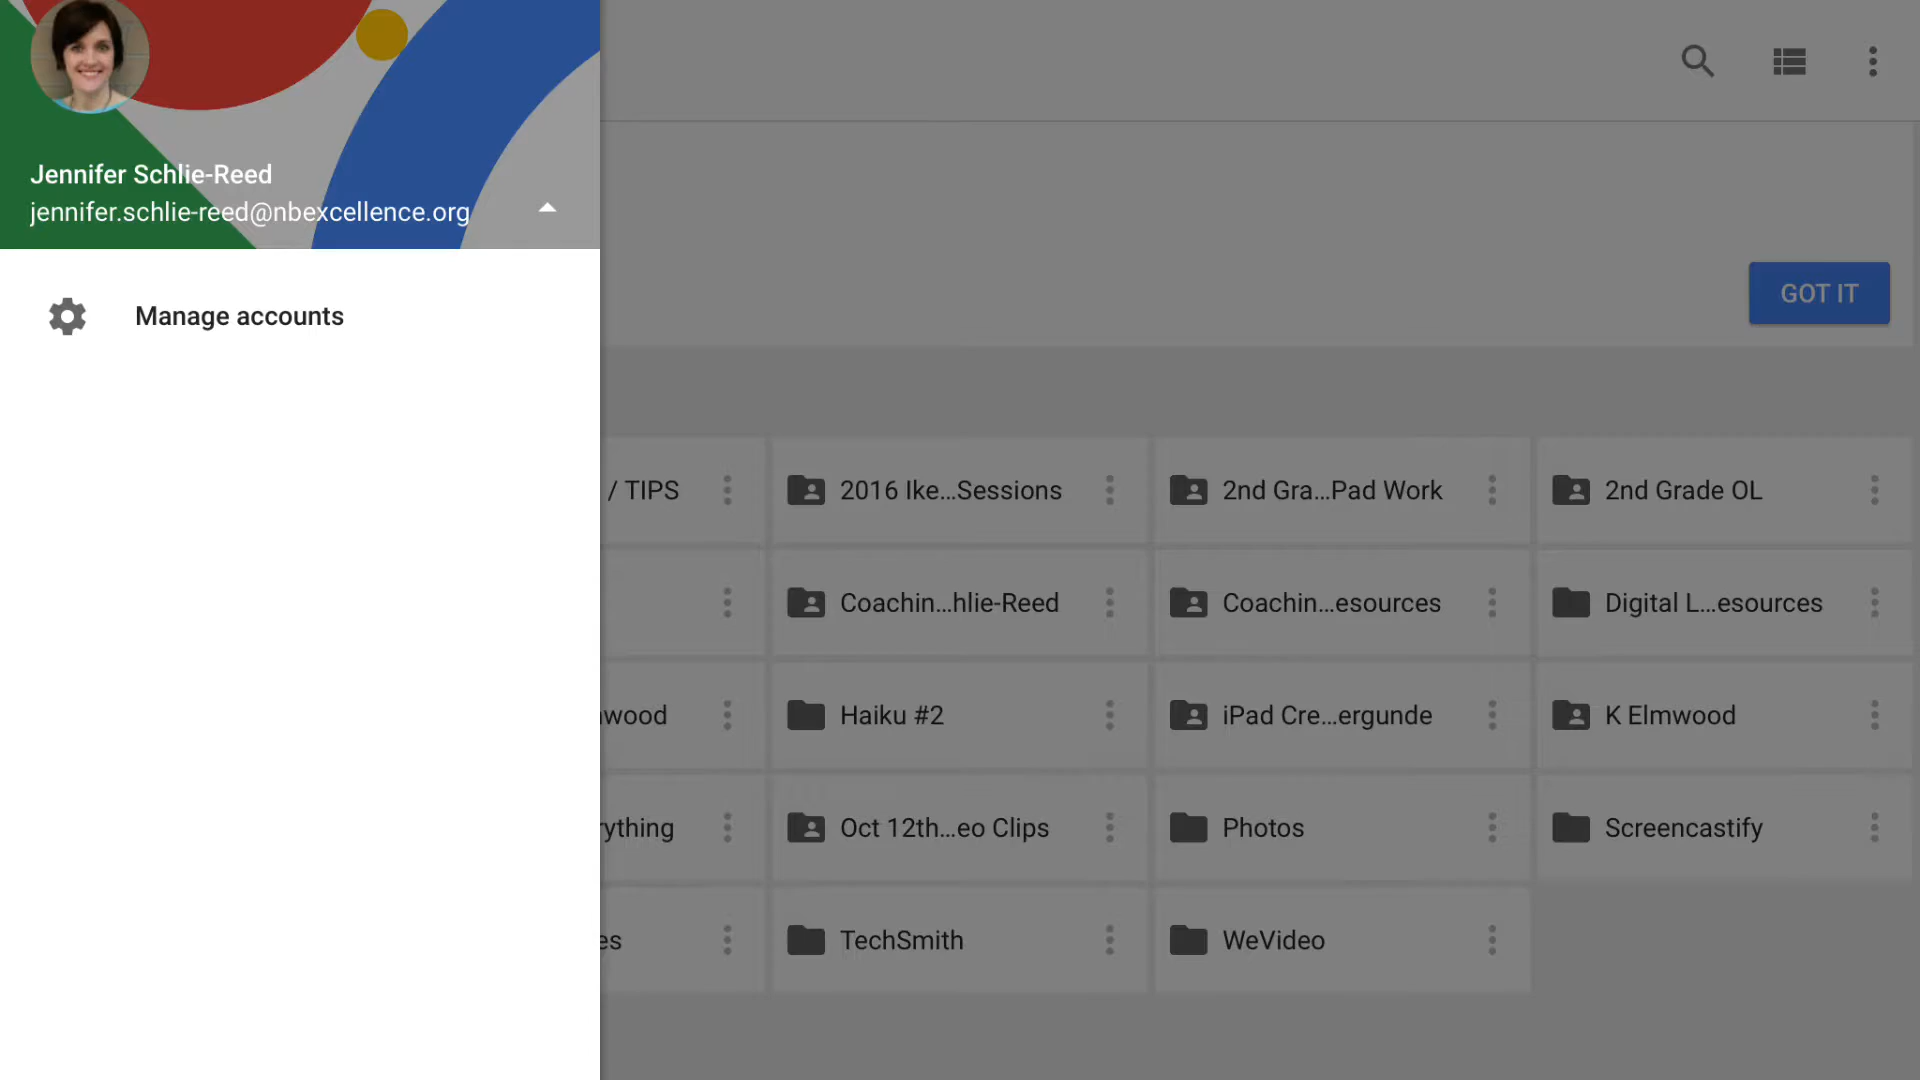 Jennifer Schlie-Reed
jennifer.schlie-reed@nbexcellence.org
Manage accounts
GOT IT
/ TIPS
2016 Ike...Sessions
2nd Gra...Pad Work
2nd Grade OL
Coachin...hlie-Reed
Coachin...esources
Digital L...esources
wood
Haiku #2
iPad Cre...ergunde
K Elmwood
rything
Oct 12th...eo Clips
Photos
Screencastify
es
TechSmith
WeVideo